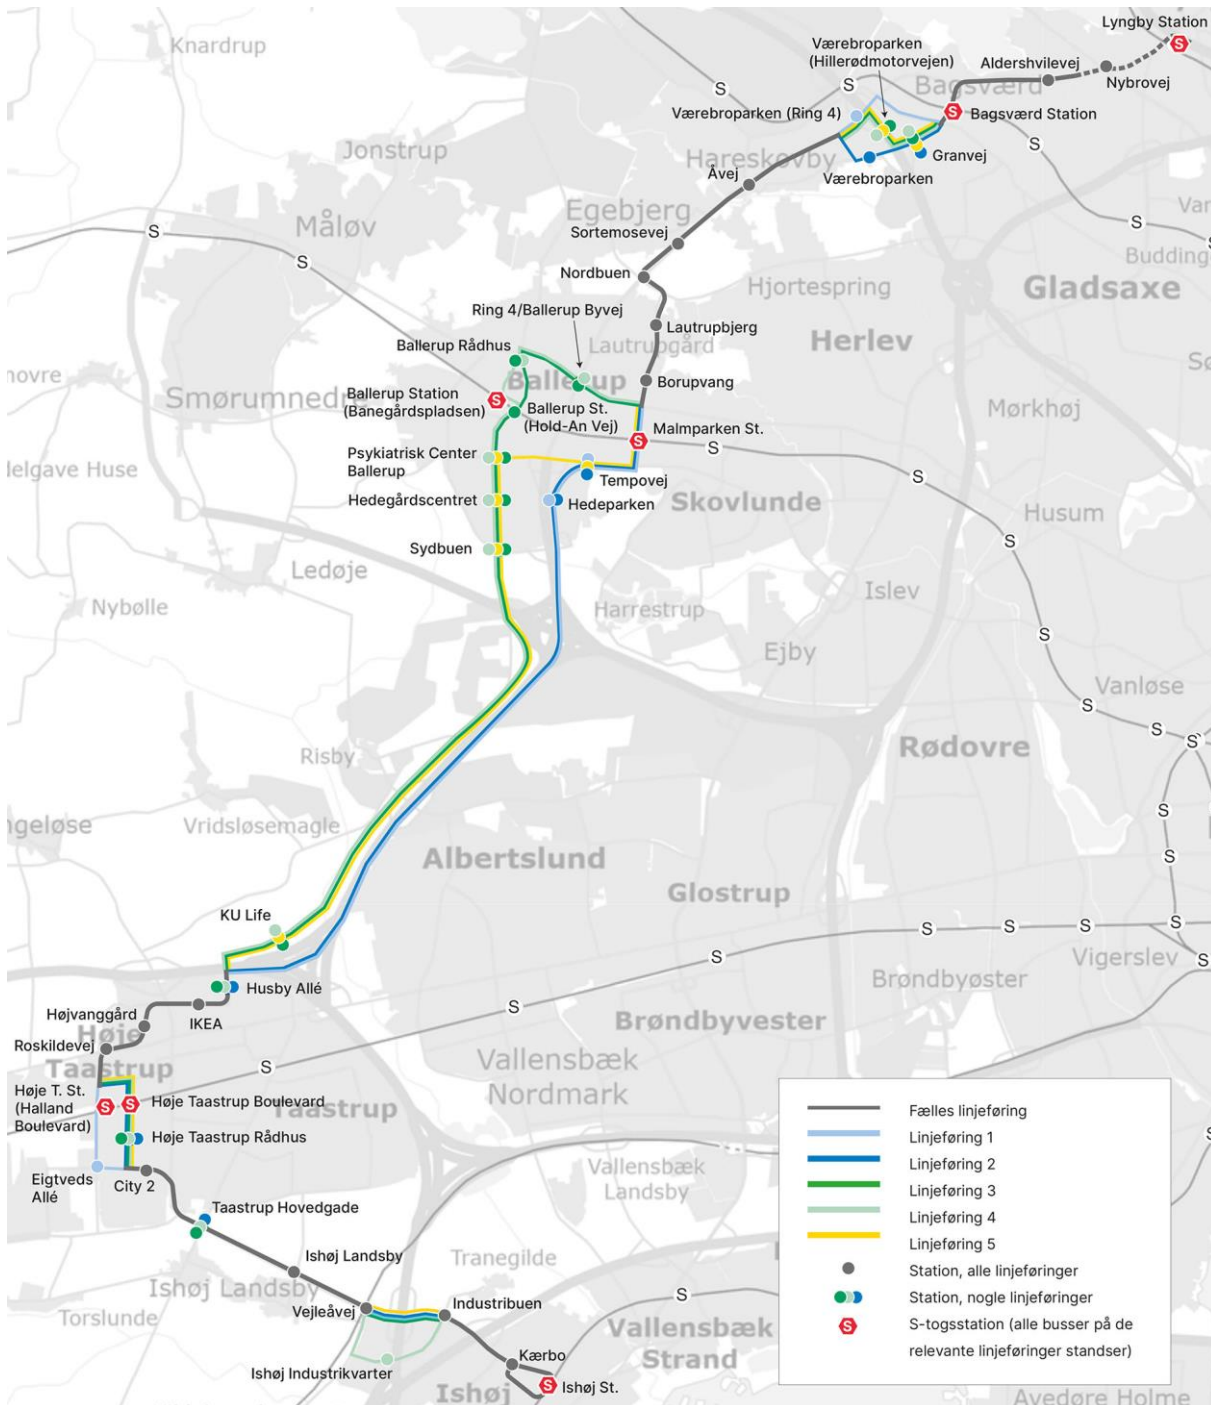 Lyngby Station
Knardrup
Værebroparken
(Hillerødmotorvejen)
Aldershvilevej
S
S
S
Bagsværd
Nybrovej
Værebroparken (Ring 4)
S
Bagsværd Station
Jonstrup
S
Hareskovby
Granvej
Åvej
Værebroparken
Måløv
Egebjerg
S
S
Sortemosevej
S
Budding
Nordbuen
Hjortespring
Gladsaxe
Ring 4/Ballerup Byvej
Lautrupbjerg
Herlev
Ballerup Rådhus
Lautrupgård
Ballerup
Borupvang
Ballerup Station
(Banegårdspladsen)
S
Smørumnedre
Ballerup St.
(Hold-An Vej)
Mørkhøj
S
Malmparken St.
S
Psykiatrisk Center
Ballerup
S
Tempovej
Hedegårdscentret
Hedeparken
Skovlunde
Husum
Sydbuen
S
Ledøje
Islev
Nybølle
Harrestrup
S
Ejby
Vanløse
S
Risby
Rødovre
S
S
Vridsløsemagle
S
Albertslund
S
Glostrup
KU Life
S
S
S
S
S
S
Vigerslev
Brøndbyøster
Husby Allé
S
Højvanggård
IKEA
Brøndbyvester
Høje
Taastrup
Roskildevej
S
Vallensbæk
Nordmark
Høje T. St.
(Halland
Boulevard)
S
S
Høje Taastrup Boulevard
Taastrup
Høje Taastrup Rådhus
Eigtveds
Allé
City 2
Vallensbæk
Landsby
Taastrup Hovedgade
Ishøj Landsby
Tranegilde
Ishøj Landsby
Torslunde
Vejleåvej
Industribuen
S
Vallensbæk
Strand
Ishøj Industrikvarter
Kærbo
S
Ishøj St.
Ishøj
Avedøre Holme
Fælles linjeføring
Linjeføring 1
Linjeføring 2
Linjeføring 3
Linjeføring 4
Linjeføring 5
Station, alle linjeføringer
Station, nogle linjeføringer
S
S-togsstation (alle busser på de
relevante linjeføringer standser)